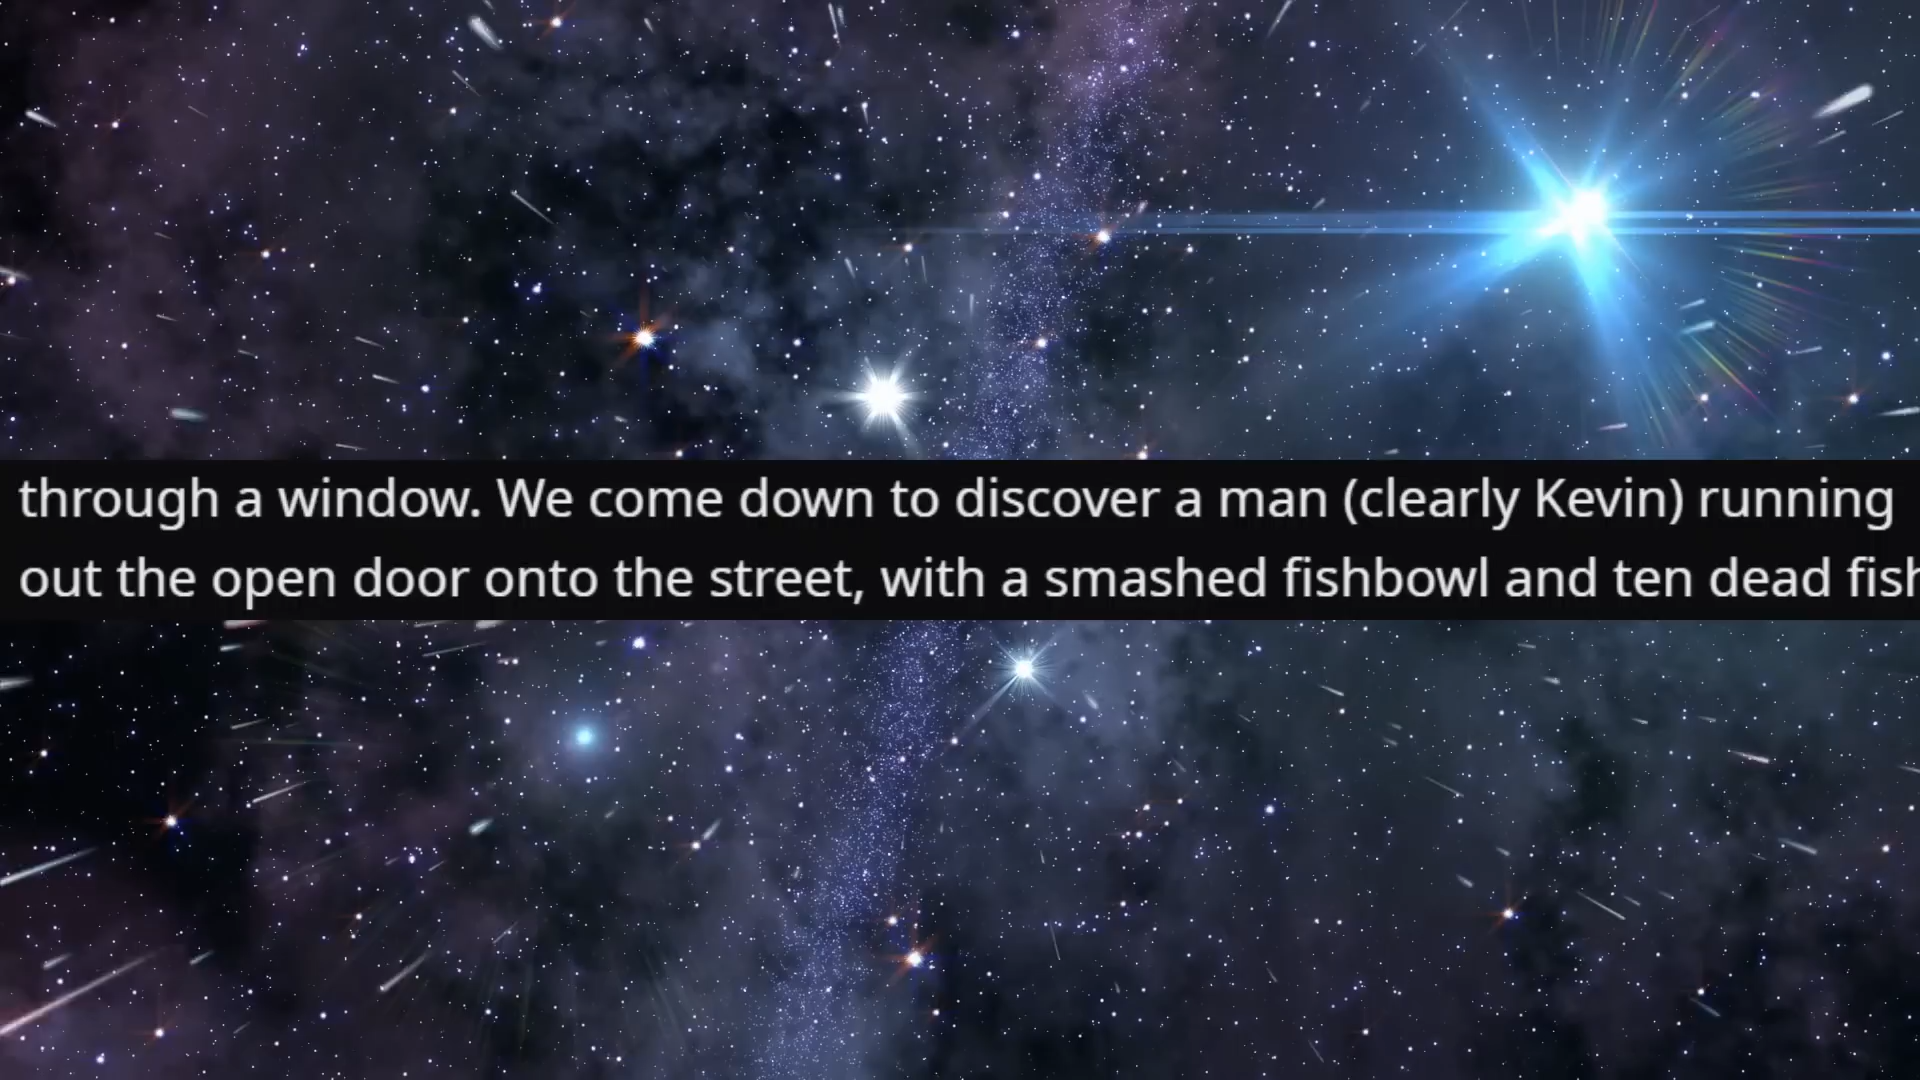 through a window. We come down to discover a man (clearly Kevin) running
out the open door onto the street, with a smashed fishbowl and ten dead fish